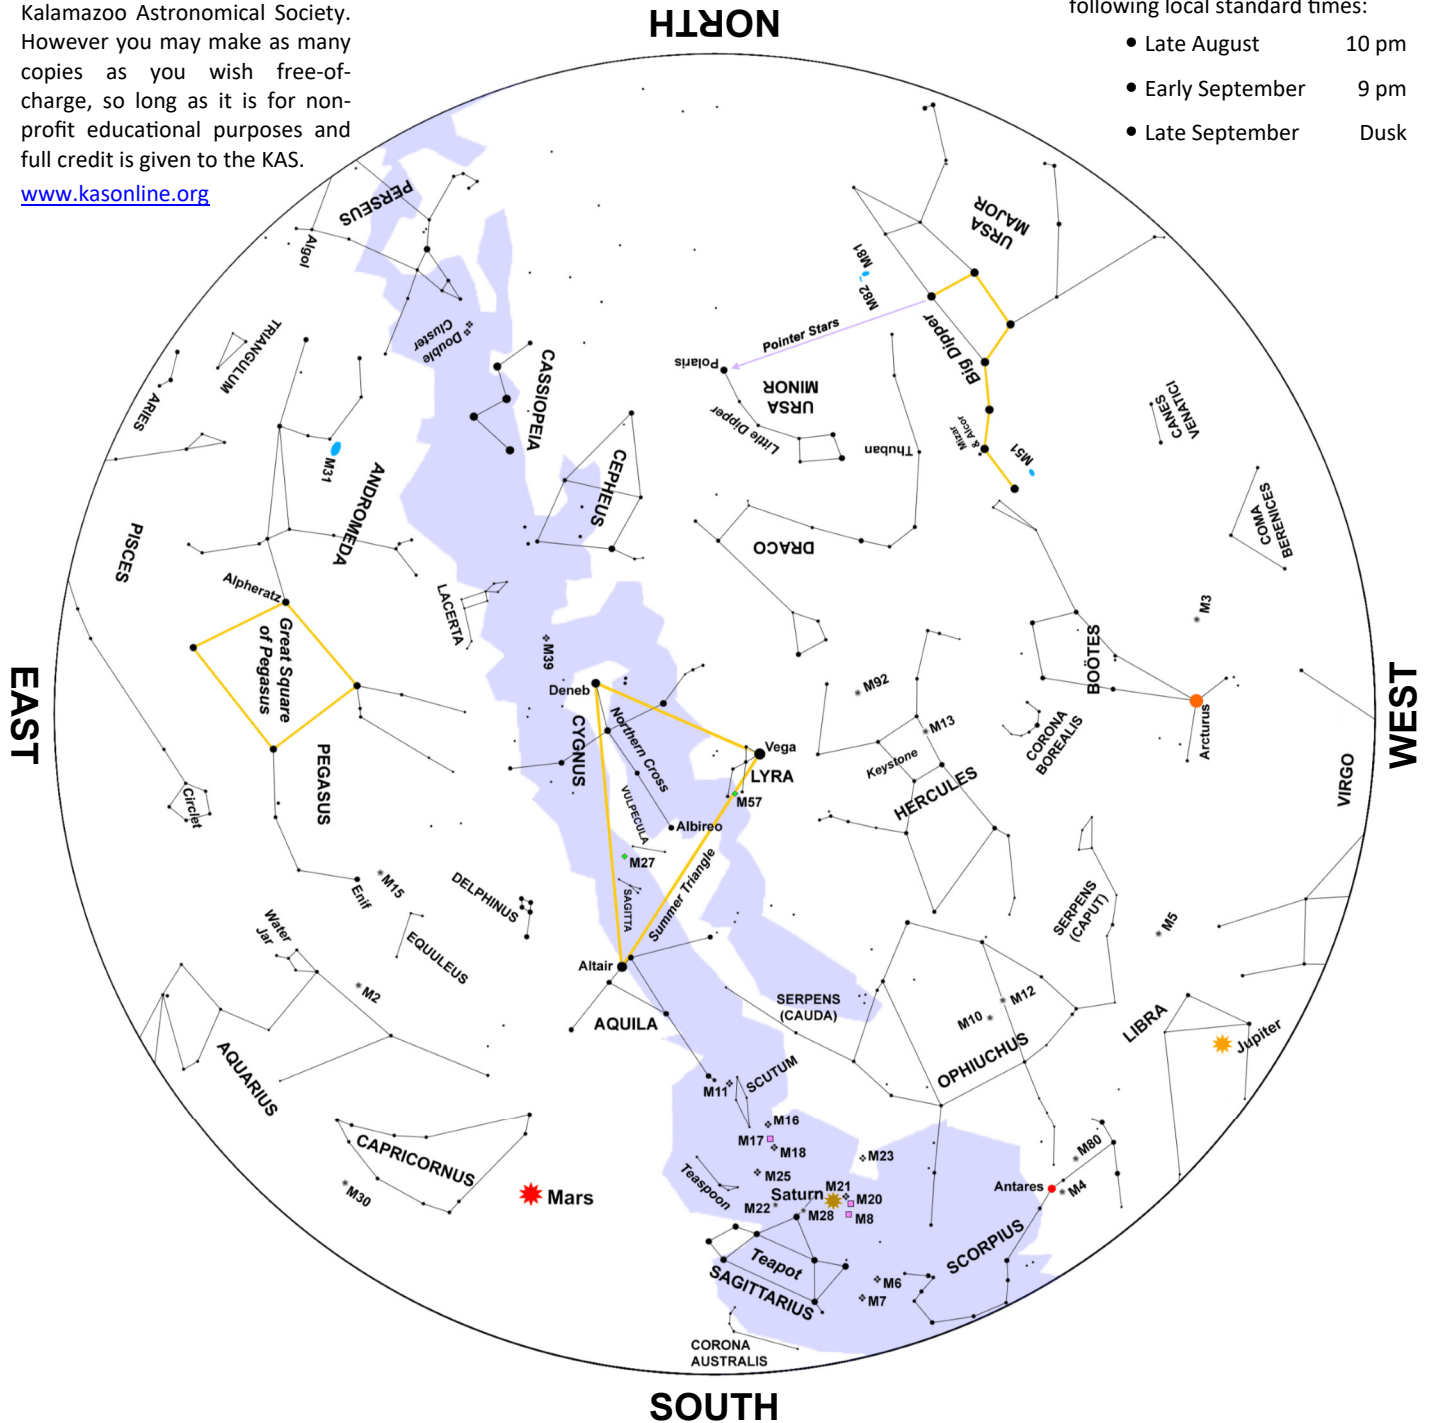 Kalamazoo Astronomical Society.
However you may make as many
copies as you wish free-of-
charge, so long as it is for non-
profit educational purposes and
full credit is given to the KAS.
www.kasonline.org
following local standard times:
• Late August 10 pm
• Early September 9 pm
• Late September Dusk
NORTH
PERSEUS
Algol
Double
Cluster
TRIANGULUM
ARIES
CASSIOPEIA
M31
ANDROMEDA
PISCES
CEPHEUS
Alpheratz
LACERTA
Great Square
of Pegasus
PEGASUS
URSA
MAJOR
M81
M82
Big Dipper
Pointer Stars
Polaris
URSA
MINOR
Little Dipper
Thuban
Mizar
& Alcor
M51
CANES
VENATICI
COMA
BERENICES
DRACO
M3
BOÖTES
Arcturus
CORONA
BOREALIS
M92
M13
Keystone
HERCULES
M39
Deneb
CYGNUS
Northern Cross
Vega
LYRA
M57
VULPECULA
Albireo
M27
SAGITTA
Summer Triangle
Altair
AQUILA
EAST
WEST
VIRGO
Circlet
Enif
M15
DELPHINUS
EQUULEUS
Water
Jar
M2
AQUARIUS
CAPRICORNUS
M30
Mars
SERPENS
(CAPUT)
M5
SERPENS
(CAUDA)
M12
M10
OPHIUCHUS
LIBRA
Jupiter
M11
SCUTUM
M16
M17
M18
M23
M25
Teaspoon
M21
Saturn
M20
M22
M28
M8
Teapot
SAGITTARIUS
M6
M7
M80
Antares
M4
SCORPIUS
CORONA
AUSTRALIS
SOUTH